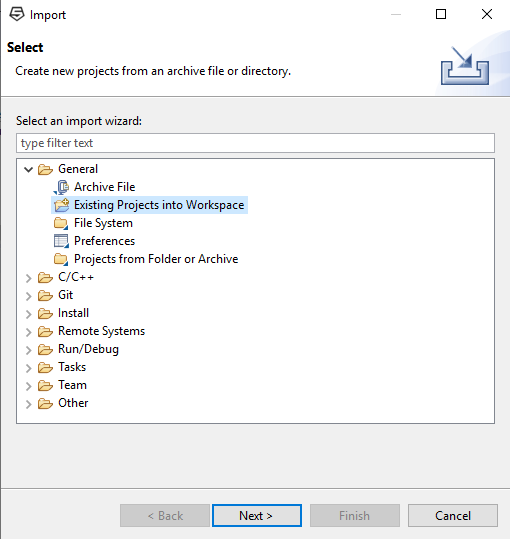 Import
Select
Create new projects from an archive file or directory.
Select an import wizard:
type filter text
General
Archive File
Existing Projects into Workspace
File System
Preferences
Projects from Folder or Archive
C/C++
Git
Install
Remote Systems
Run/Debug
Tasks
Team
Other
< Back
Next >
Finish
Cancel